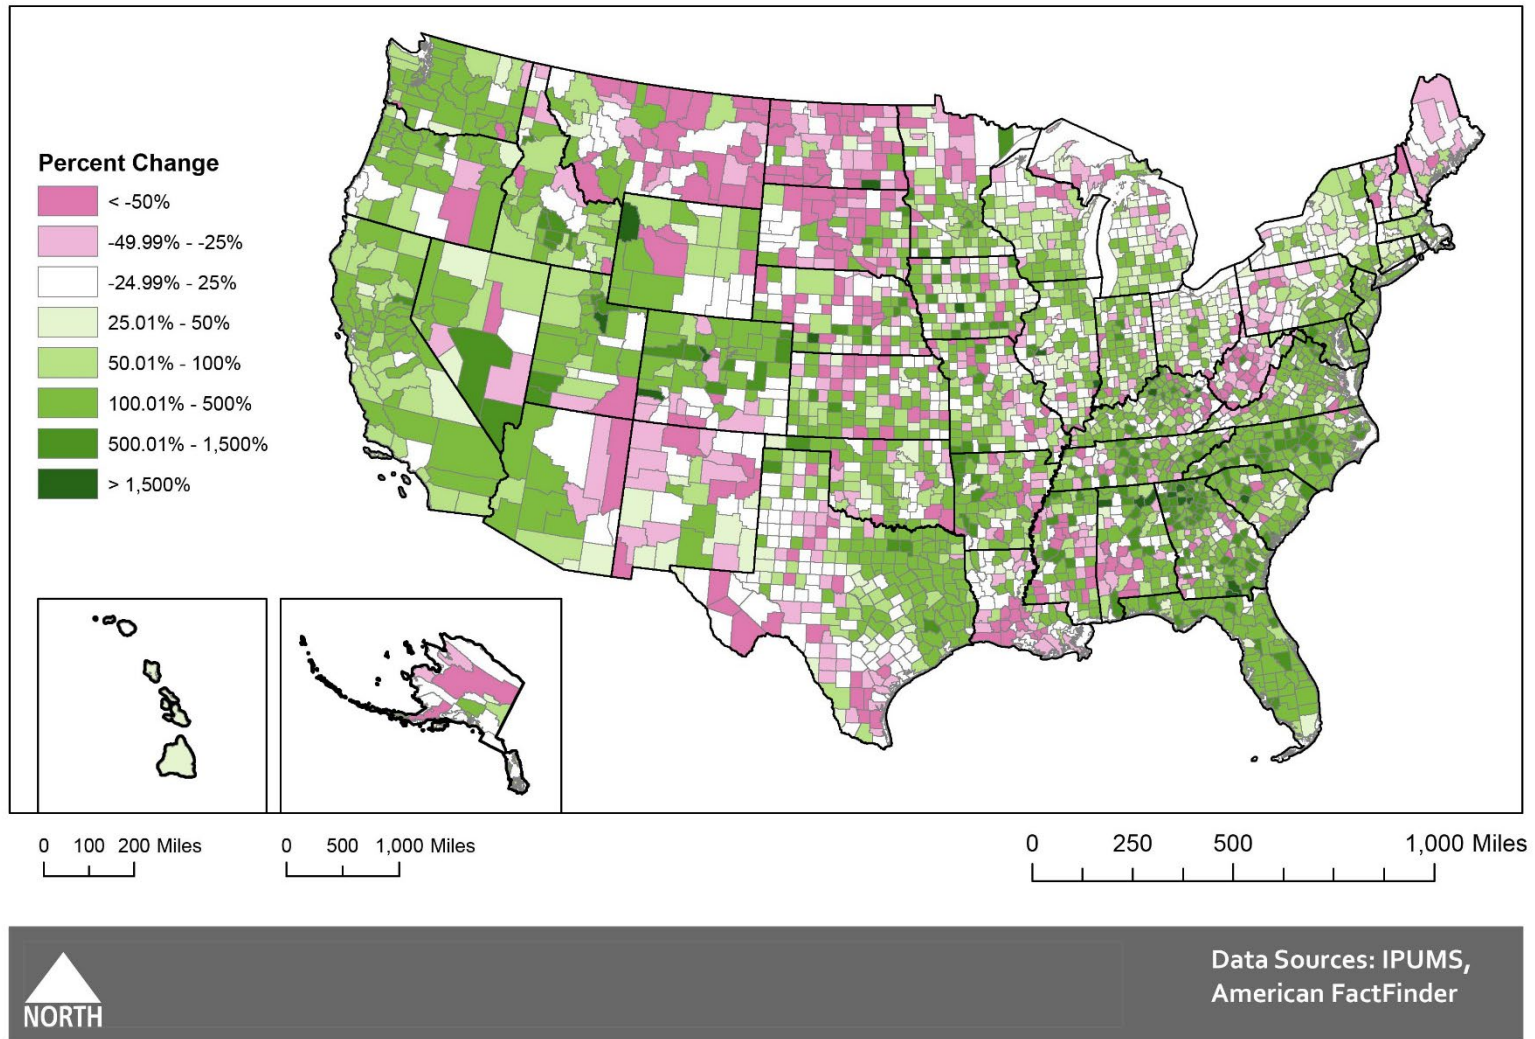 Percent Change
< -50%
-49.99% - -25%
-24.99% - 25%
25.01% - 50%
50.01% - 100%
100.01% - 500%
500.01% - 1,500%
> 1,500%
0 100 200 Miles
0 500 1,000 Miles
0 250 500 1,000 Miles
NORTH
Data Sources: IPUMS,
American FactFinder